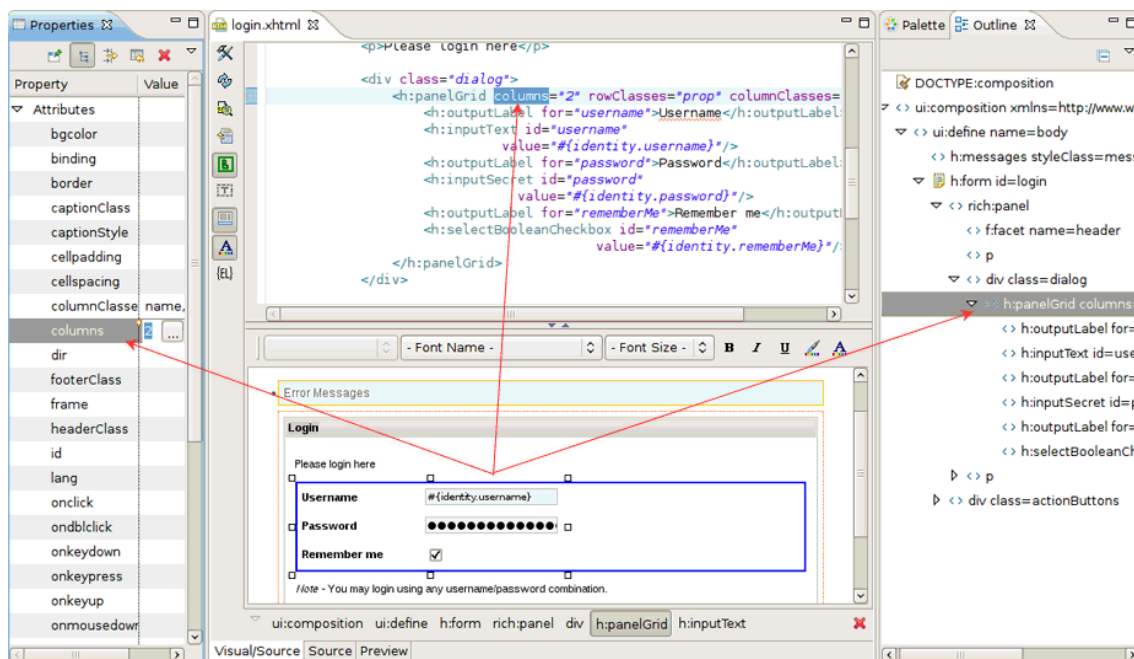 Properties
Property Value
Attributes
bgcolor
binding
border
captionClass
captionStyle
cellpadding
cellspacing
columnClasse name,
columns 2 ...
dir
footerClass
frame
headerClass
id
lang
onclick
ondblclick
onkeydown
onkeypress
onkeyup
onmousedown
login.xhtml
<p>Please login here</p>
<div class="dialog">
<h:panelGrid columns="2" rowClasses="prop" columnClasses=
<h:outputLabel for="username">Username</h:outputLabel
<h:inputText id="username"
value="#{identity.username}"/>
<h:outputLabel for="password">Password</h:outputLabel
<h:inputSecret id="password"
value="#{identity.password}"/>
<h:outputLabel for="rememberMe">Remember me</h:outputl
<h:selectBooleanCheckbox id="rememberMe"
value="#{identity.rememberMe}"/
</h:panelGrid>
</div>
{EL}
- Font Name - - Font Size - B I U A
Error Messages
Login
Please login here
Username #{identity.username}
Password
Remember me
Note - You may login using any username/password combination.
ui:composition ui:define h:form rich:panel div h:panelGrid h:inputText
Visual/Source Source Preview
Palette Outline
DOCTYPE:composition
ui:composition xmlns=http://www.w
ui:define name=body
h:messages styleClass=mess
h:form id=login
rich:panel
f:facet name=header
p
div class=dialog
h:panelGrid columns=
h:outputLabel for=
h:inputText id=use
h:outputLabel for=
h:inputSecret id=p
h:outputLabel for=
h:selectBooleanCh
p
div class=actionButtons